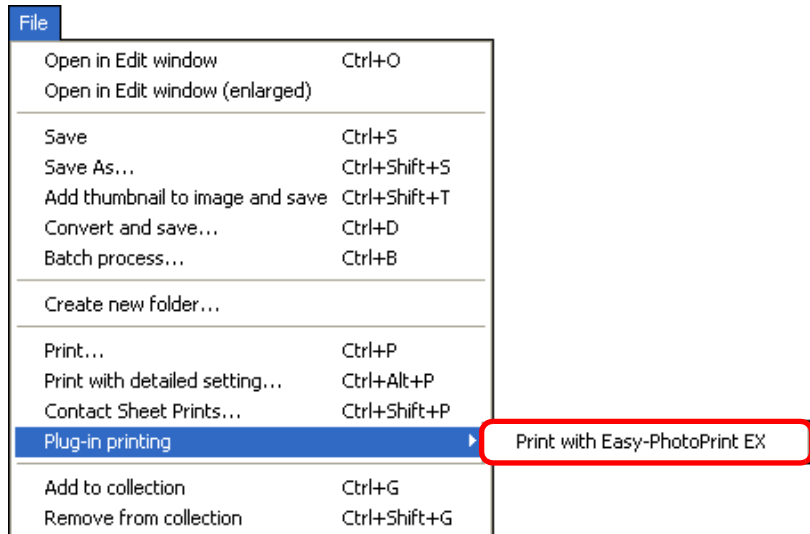 File
Open in Edit window Ctrl+O
Open in Edit window (enlarged)
Save Ctrl+S
Save As... Ctrl+Shift+S
Add thumbnail to image and save Ctrl+Shift+T
Convert and save... Ctrl+D
Batch process... Ctrl+B
Create new folder...
Print... Ctrl+P
Print with detailed setting... Ctrl+Alt+P
Contact Sheet Prints... Ctrl+Shift+P
Plug-in printing Print with Easy-PhotoPrint EX
Add to collection Ctrl+G
Remove from collection Ctrl+Shift+G